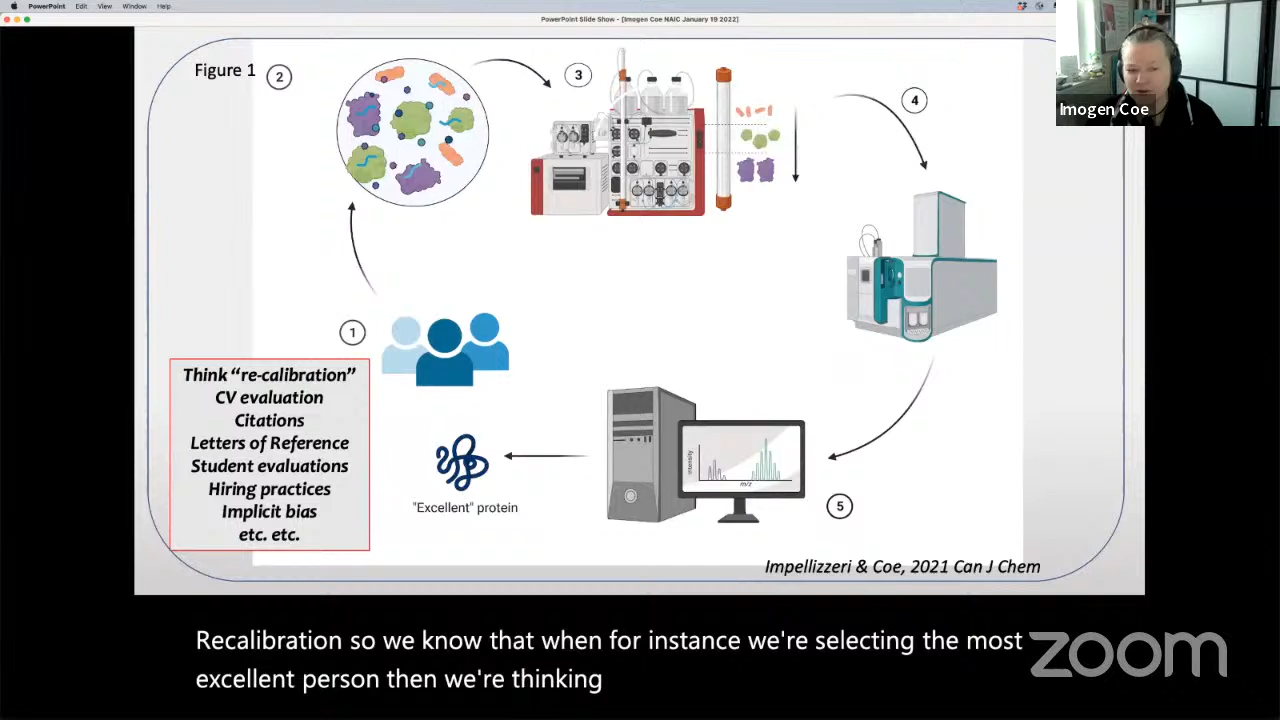 PowerPoint Edit View Window Help
PowerPoint Slide Show - [Imogen Coe NAIC January 19 2022]
Imogen Coe
Figure 1
2
3
4
1
Think “re-calibration”
CV evaluation
Citations
Letters of Reference
Student evaluations
Hiring practices
Implicit bias
etc. etc.
"Excellent" protein
Intensity
m/z
5
Impellizzeri & Coe, 2021 Can J Chem
Recalibration so we know that when for instance we're selecting the most
excellent person then we're thinking
zoom